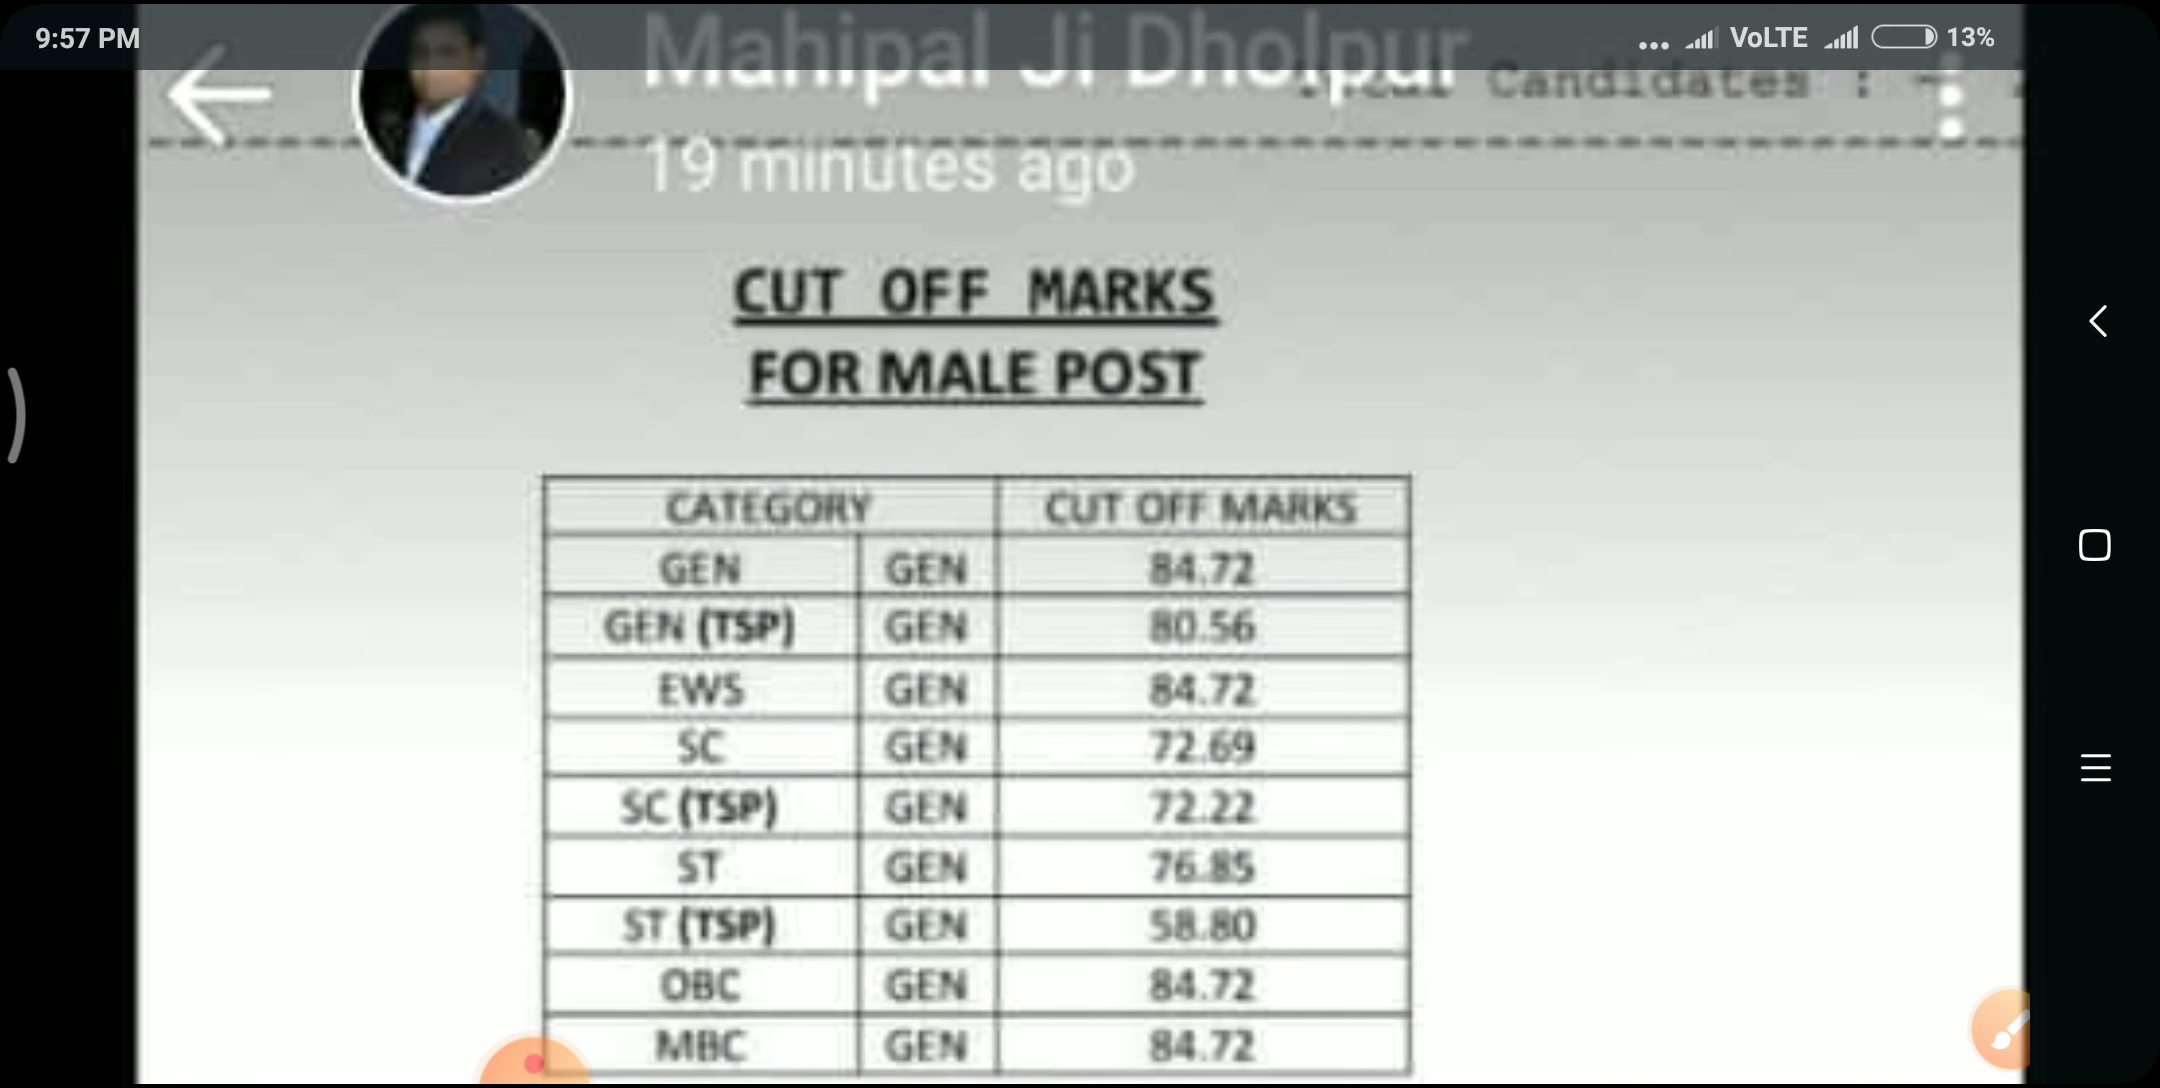 9:57 PM
... VoLTE 13%
Mahipal Ji Dholpur
Candidates :
19 minutes ago
CUT OFF MARKS
FOR MALE POST
CATEGORY CUT OFF MARKS
GEN GEN 84.72
GEN (TSP) GEN 80.56
EWS GEN 84.72
SC GEN 72.69
SC (TSP) GEN 72.22
ST GEN 76.85
ST (TSP) GEN 58.80
OBC GEN 84.72
MBC GEN 84.72